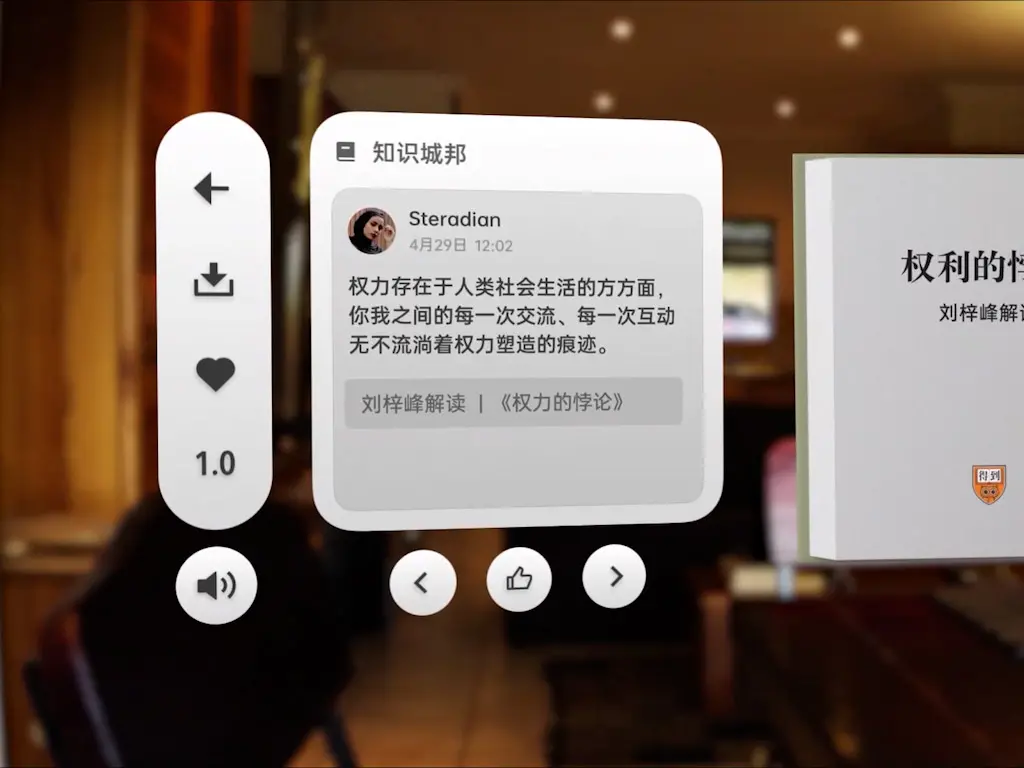 知识城邦
Steradian
4月29日 12:02
权力存在于人类社会生活的方方面，
你我之间的每一次交流、每一次互动
无不流淌着权力塑造的痕迹。
刘梓峰解读 | 《权力的悖论》
1.0
权利的悖
刘梓峰解
得到